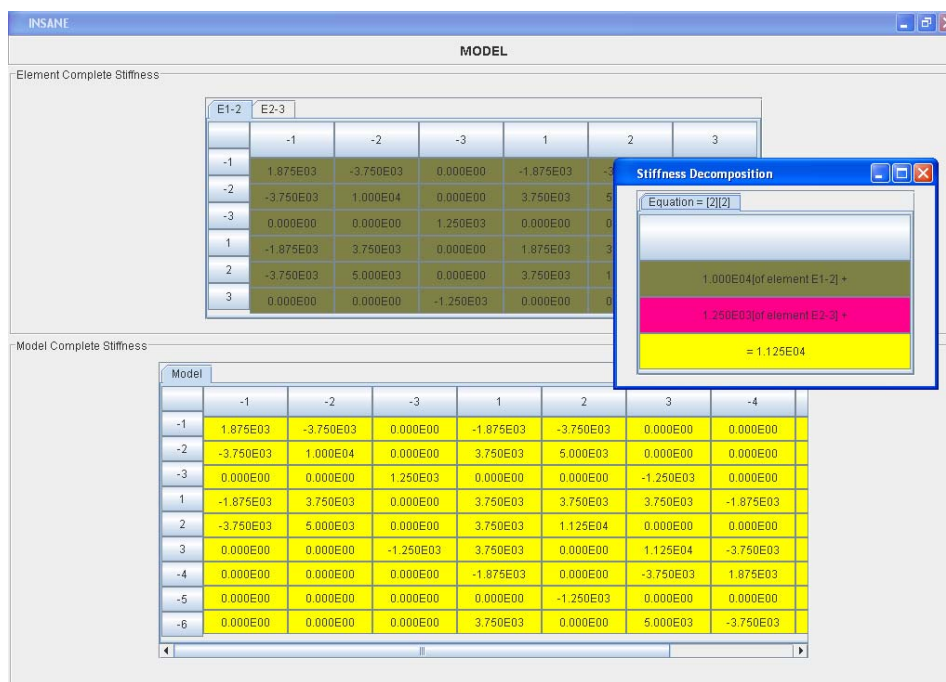 INSANE
MODEL
Element Complete Stiffness
E1-2 E2-3
-1 -2 -3 1 2 3
-1 1.875E03 -3.750E03 0.000E00 -1.875E03
-2 -3.750E03 1.000E04 0.000E00 3.750E03
-3 0.000E00 0.000E00 1.250E03 0.000E00
1 -1.875E03 3.750E03 0.000E00 1.875E03
2 -3.750E03 5.000E03 0.000E00 3.750E03
3 0.000E00 0.000E00 -1.250E03 0.000E00
Stiffness Decomposition
Equation = [2][2]
1.000E04[of element E1-2] +
1.250E03[of element E2-3] +
= 1.125E04
Model Complete Stiffness
Model
-1 -2 -3 1 2 3 -4
-1 1.875E03 -3.750E03 0.000E00 -1.875E03 -3.750E03 0.000E00 0.000E00
-2 -3.750E03 1.000E04 0.000E00 3.750E03 5.000E03 0.000E00 0.000E00
-3 0.000E00 0.000E00 1.250E03 0.000E00 0.000E00 -1.250E03 0.000E00
1 -1.875E03 3.750E03 0.000E00 3.750E03 3.750E03 3.750E03 -1.875E03
2 -3.750E03 5.000E03 0.000E00 3.750E03 1.125E04 0.000E00 0.000E00
3 0.000E00 0.000E00 -1.250E03 3.750E03 0.000E00 1.125E04 -3.750E03
-4 0.000E00 0.000E00 0.000E00 -1.875E03 0.000E00 -3.750E03 1.875E03
-5 0.000E00 0.000E00 0.000E00 0.000E00 -1.250E03 0.000E00 0.000E00
-6 0.000E00 0.000E00 0.000E00 3.750E03 0.000E00 5.000E03 -3.750E03